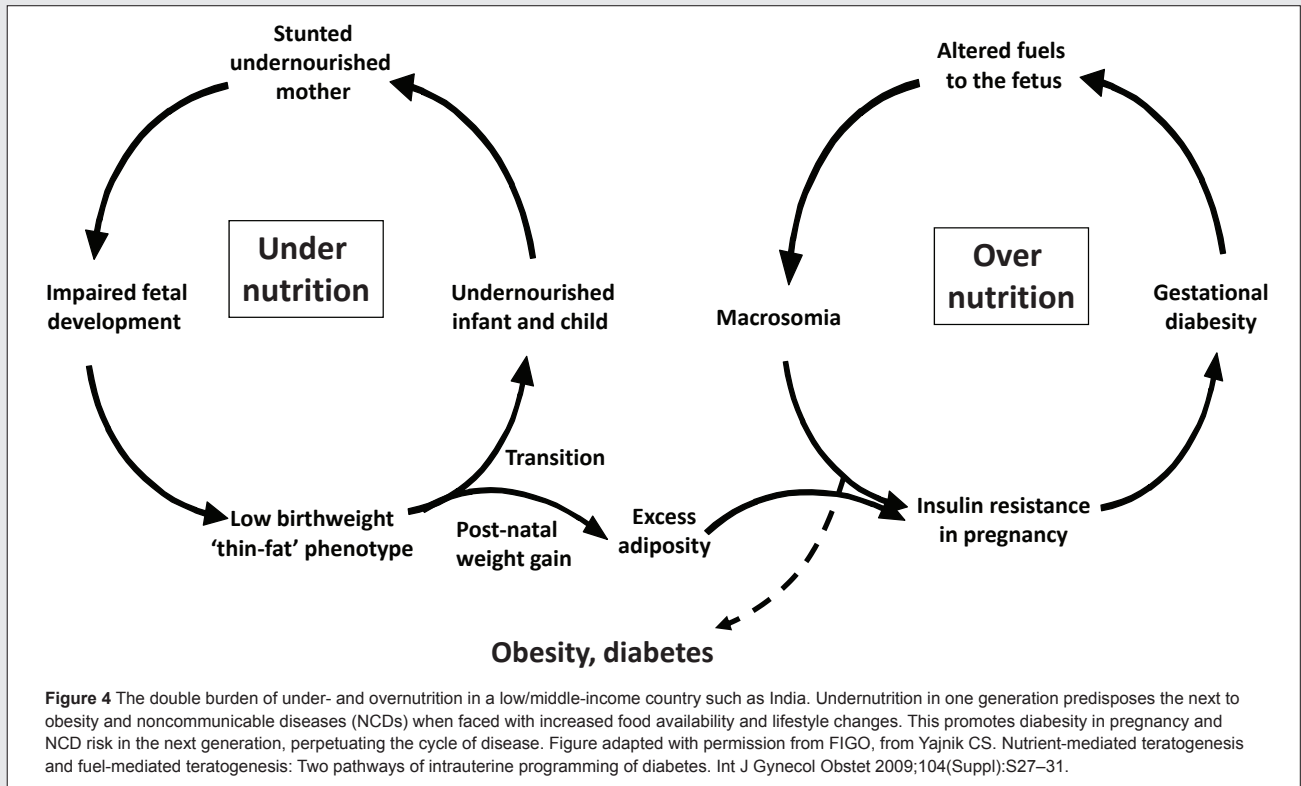 Stunted
undernourished
mother
Impaired fetal
development
Under
nutrition
Undernourished
infant and child
Low birthweight
‘thin-fat’ phenotype
Transition
Post-natal
weight gain
Excess
adiposity
Altered fuels
to the fetus
Macrosomia
Over
nutrition
Gestational
diabesity
Insulin resistance
in pregnancy
Obesity, diabetes
Figure 4 The double burden of under- and overnutrition in a low/middle-income country such as India. Undernutrition in one generation predisposes the next to
obesity and noncommunicable diseases (NCDs) when faced with increased food availability and lifestyle changes. This promotes diabesity in pregnancy and
NCD risk in the next generation, perpetuating the cycle of disease. Figure adapted with permission from FIGO, from Yajnik CS. Nutrient-mediated teratogenesis
and fuel-mediated teratogenesis: Two pathways of intrauterine programming of diabetes. Int J Gynecol Obstet 2009;104(Suppl):S27–31.